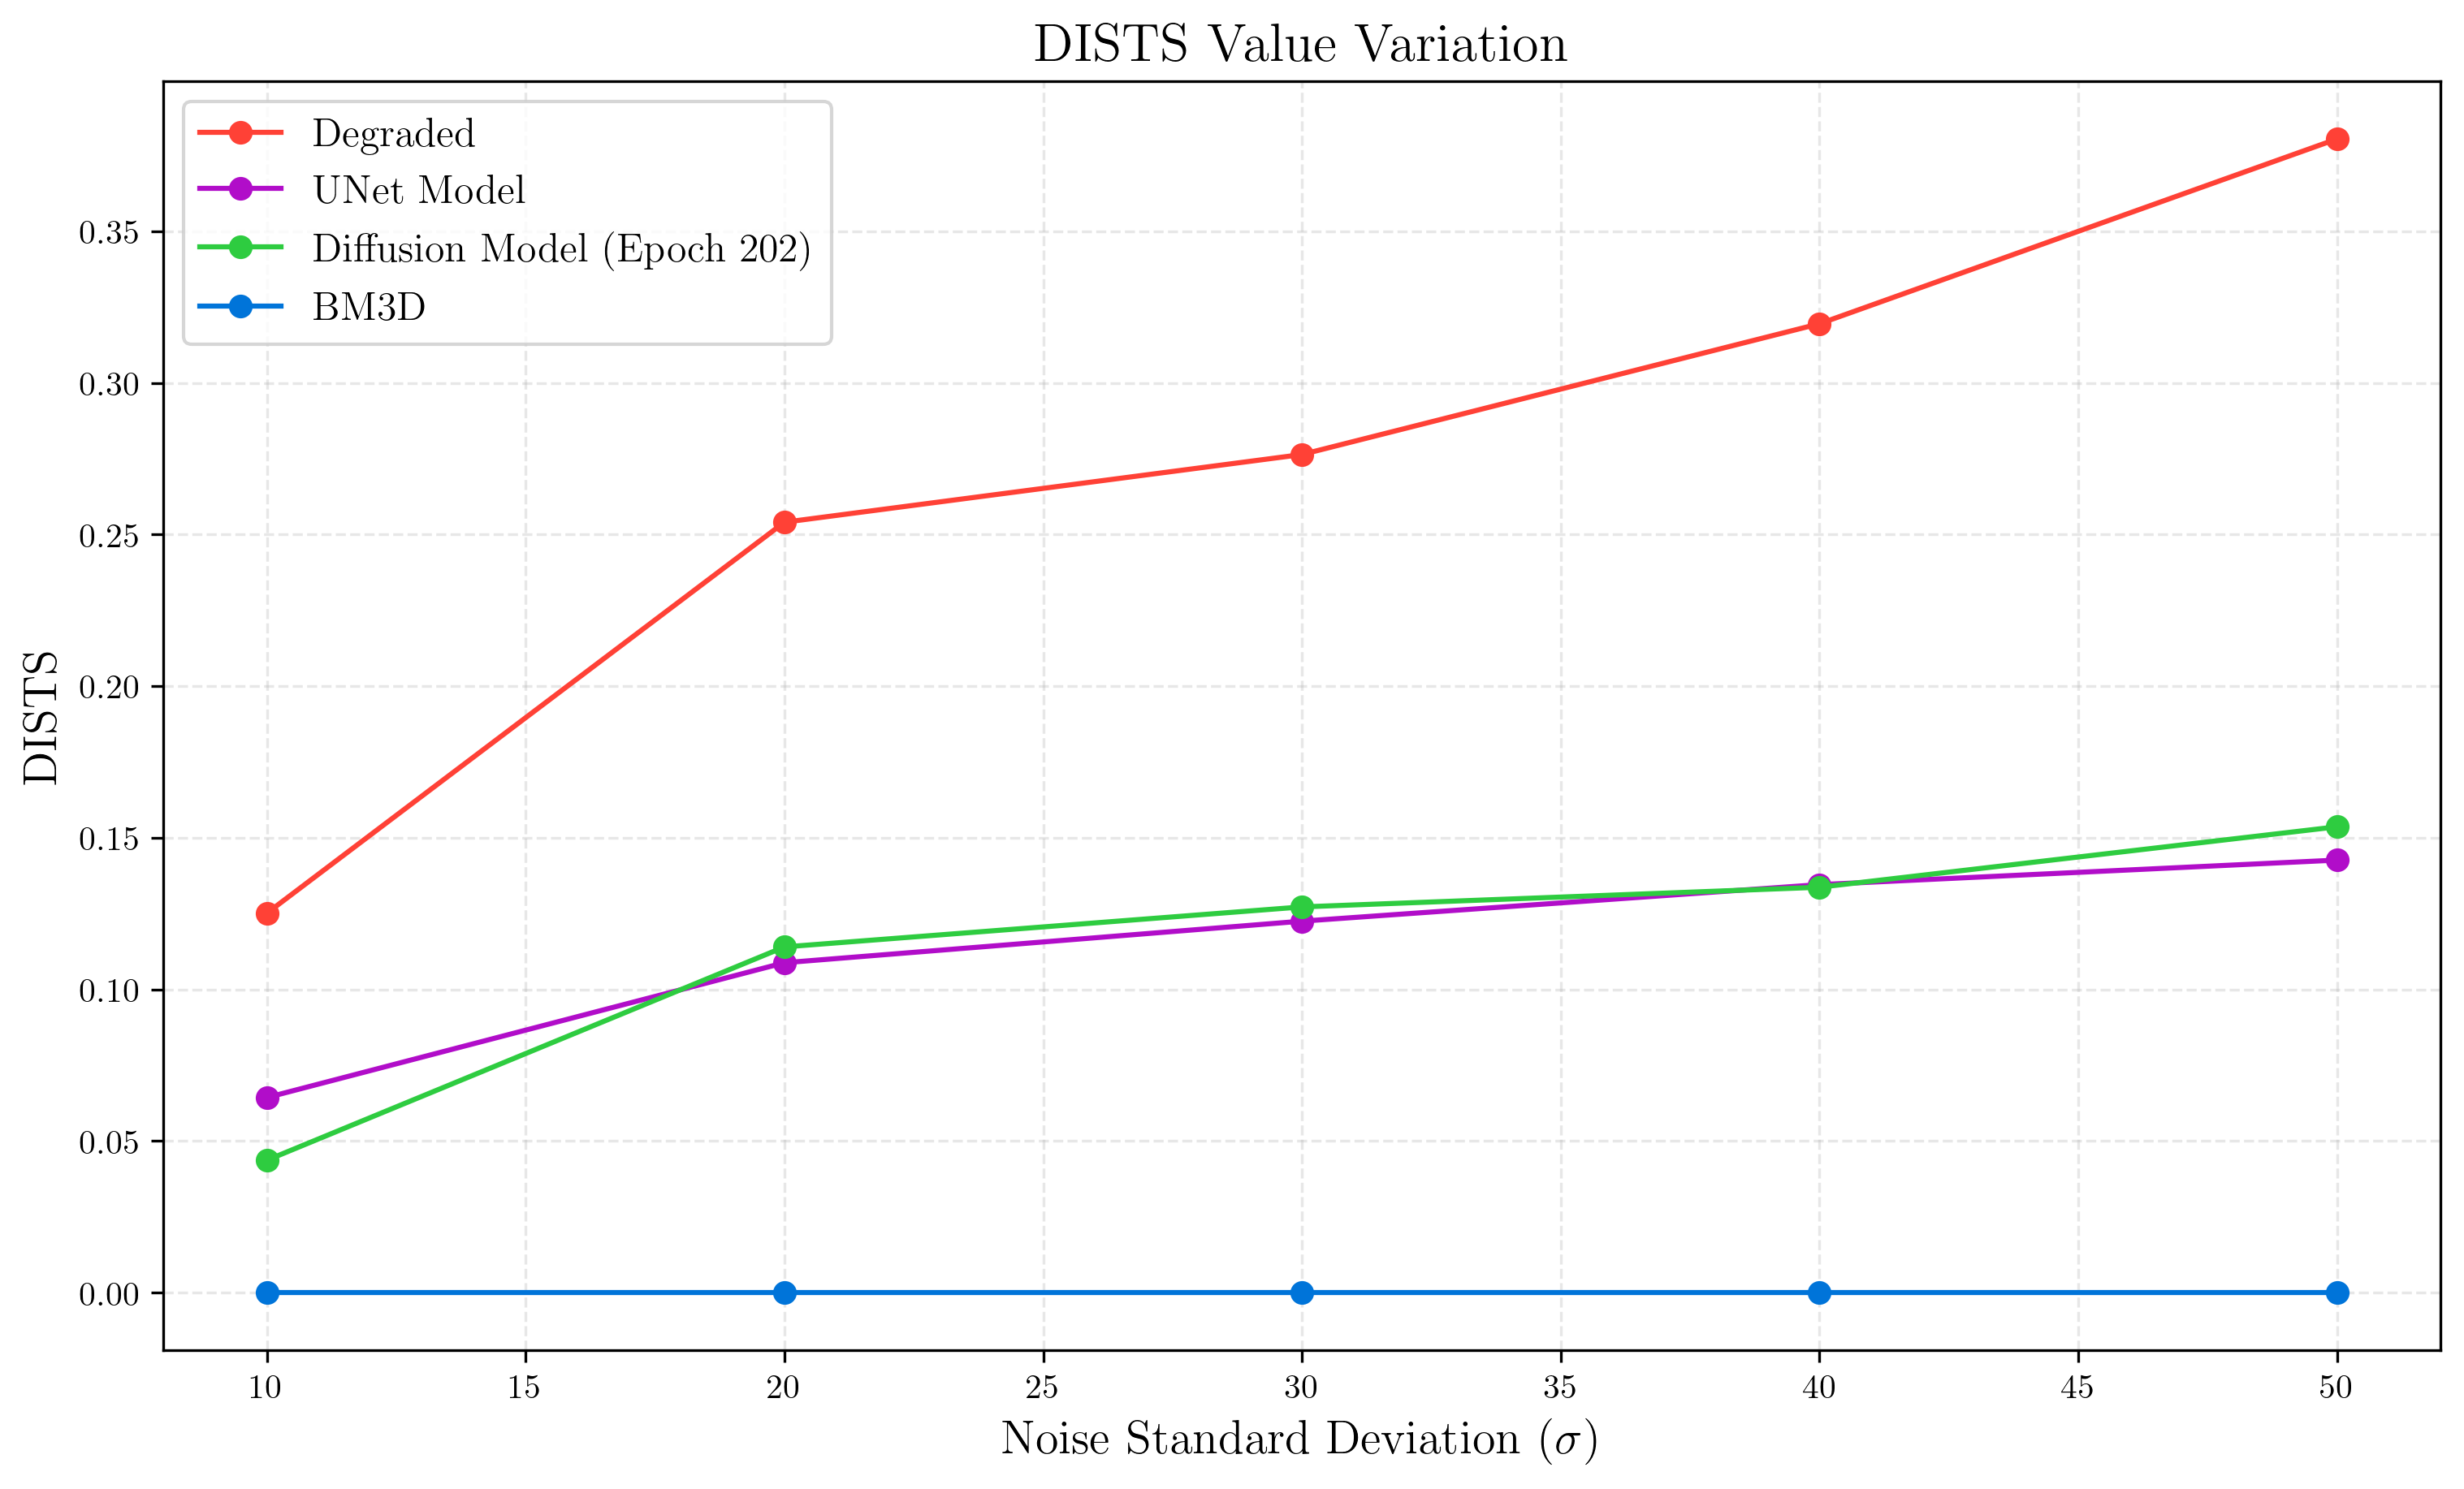 DISTS Value Variation
Degraded
UNet Model
Diffusion Model (Epoch 202)
BM3D
DISTS
0.35
0.30
0.25
0.20
0.15
0.10
0.05
0.00
10 15 20 25 30 35 40 45 50
Noise Standard Deviation (σ)